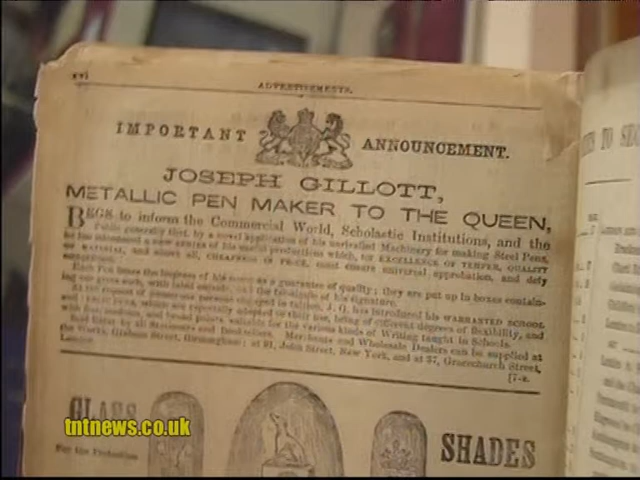 xvi
ADVERTISEMENTS.
IMPORTANT ANNOUNCEMENT.
JOSEPH GILLOTT,
METALLIC PEN MAKER TO THE QUEEN,
BEGS to inform the Commercial World, Scholastic Institutions, and the
Public generally that, by a novel application of his unrivalled Machinery for making Steel Pens,
he has introduced a new series of his useful productions which, for EXCELLENCE OF TEMPER, QUALITY
OF MATERIAL, and above all, CHEAPNESS IN PRICE, must ensure universal approbation, and defy
competition.
Each Pen bears the impress of his name as a guarantee of quality; they are put up in boxes contain-
ing one gross each, with label outside, and the facsimile of his signature.
At the request of numerous persons engaged in tuition, J. G. has introduced his WARRANTED SCHOOL
and PUBLIC PENS, which are especially adapted to their use, being of different degrees of flexibility, and
with fine, medium, and broad points, suitable for the various kinds of Writing taught in Schools.
Sold Retail by all Stationers and Booksellers. Merchants and Wholesale Dealers can be supplied at
the Works, Graham Street, Birmingham; at 91, John Street, New York, and at 37, Gracechurch Street,
London.
[7-x.
GLASS SHADES
For the Protection
tntnews.co.uk
TO